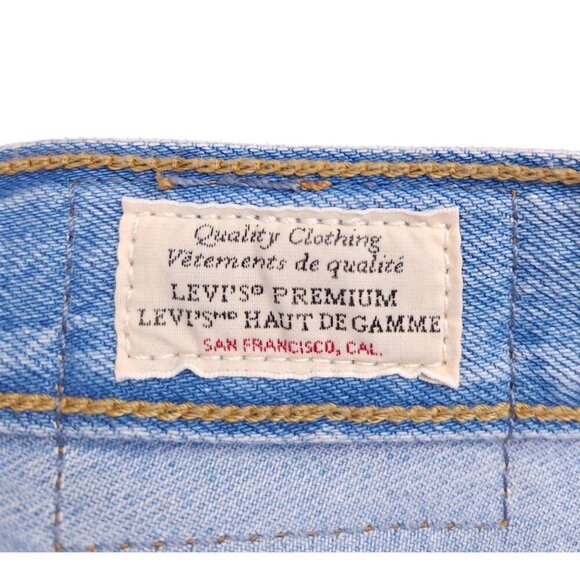 Quality Clothing
Vêtements de qualité
LEVI'S® PREMIUM
LEVI'Sᴹᴰ HAUT DE GAMME
SAN FRANCISCO, CAL.